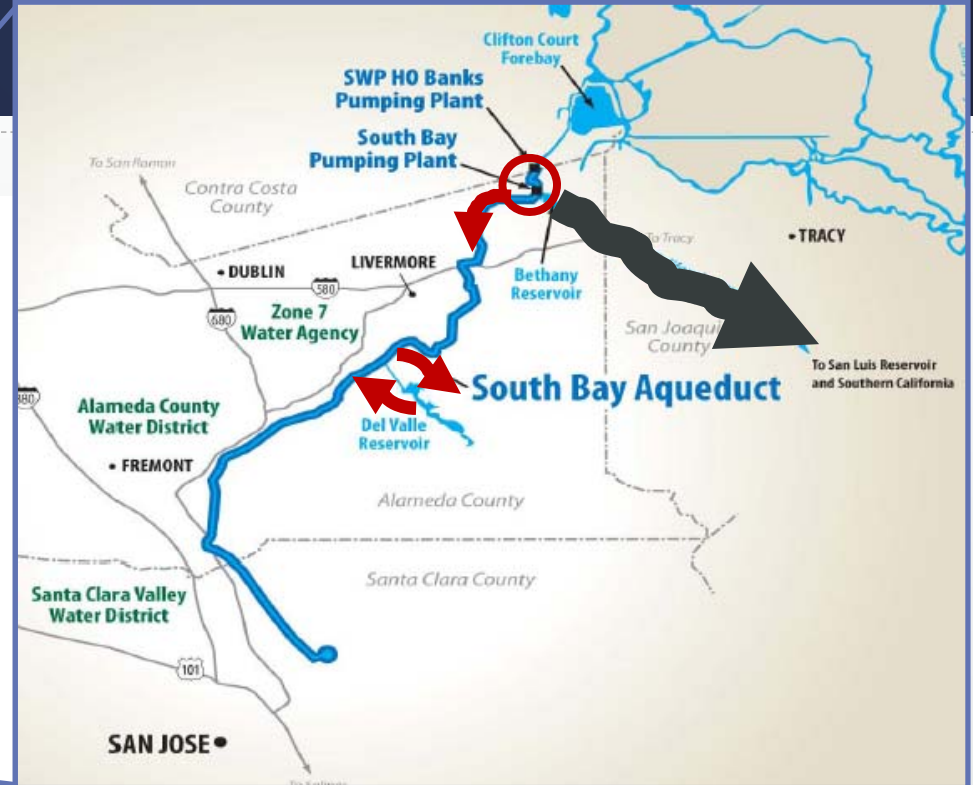 Clifton Court
Forebay
SWP HO Banks
Pumping Plant
South Bay
Pumping Plant
To San Ramon
Contra Costa
County
To Tracy
TRACY
DUBLIN
LIVERMORE
Bethany
Reservoir
580
680
Zone 7
Water Agency
San Joaqui
County
To San Luis Reservoir
and Southern California
South Bay Aqueduct
880
Alameda County
Water District
Del Valle
Reservoir
FREMONT
Alameda County
Santa Clara County
Santa Clara Valley
Water District
101
SAN JOSE